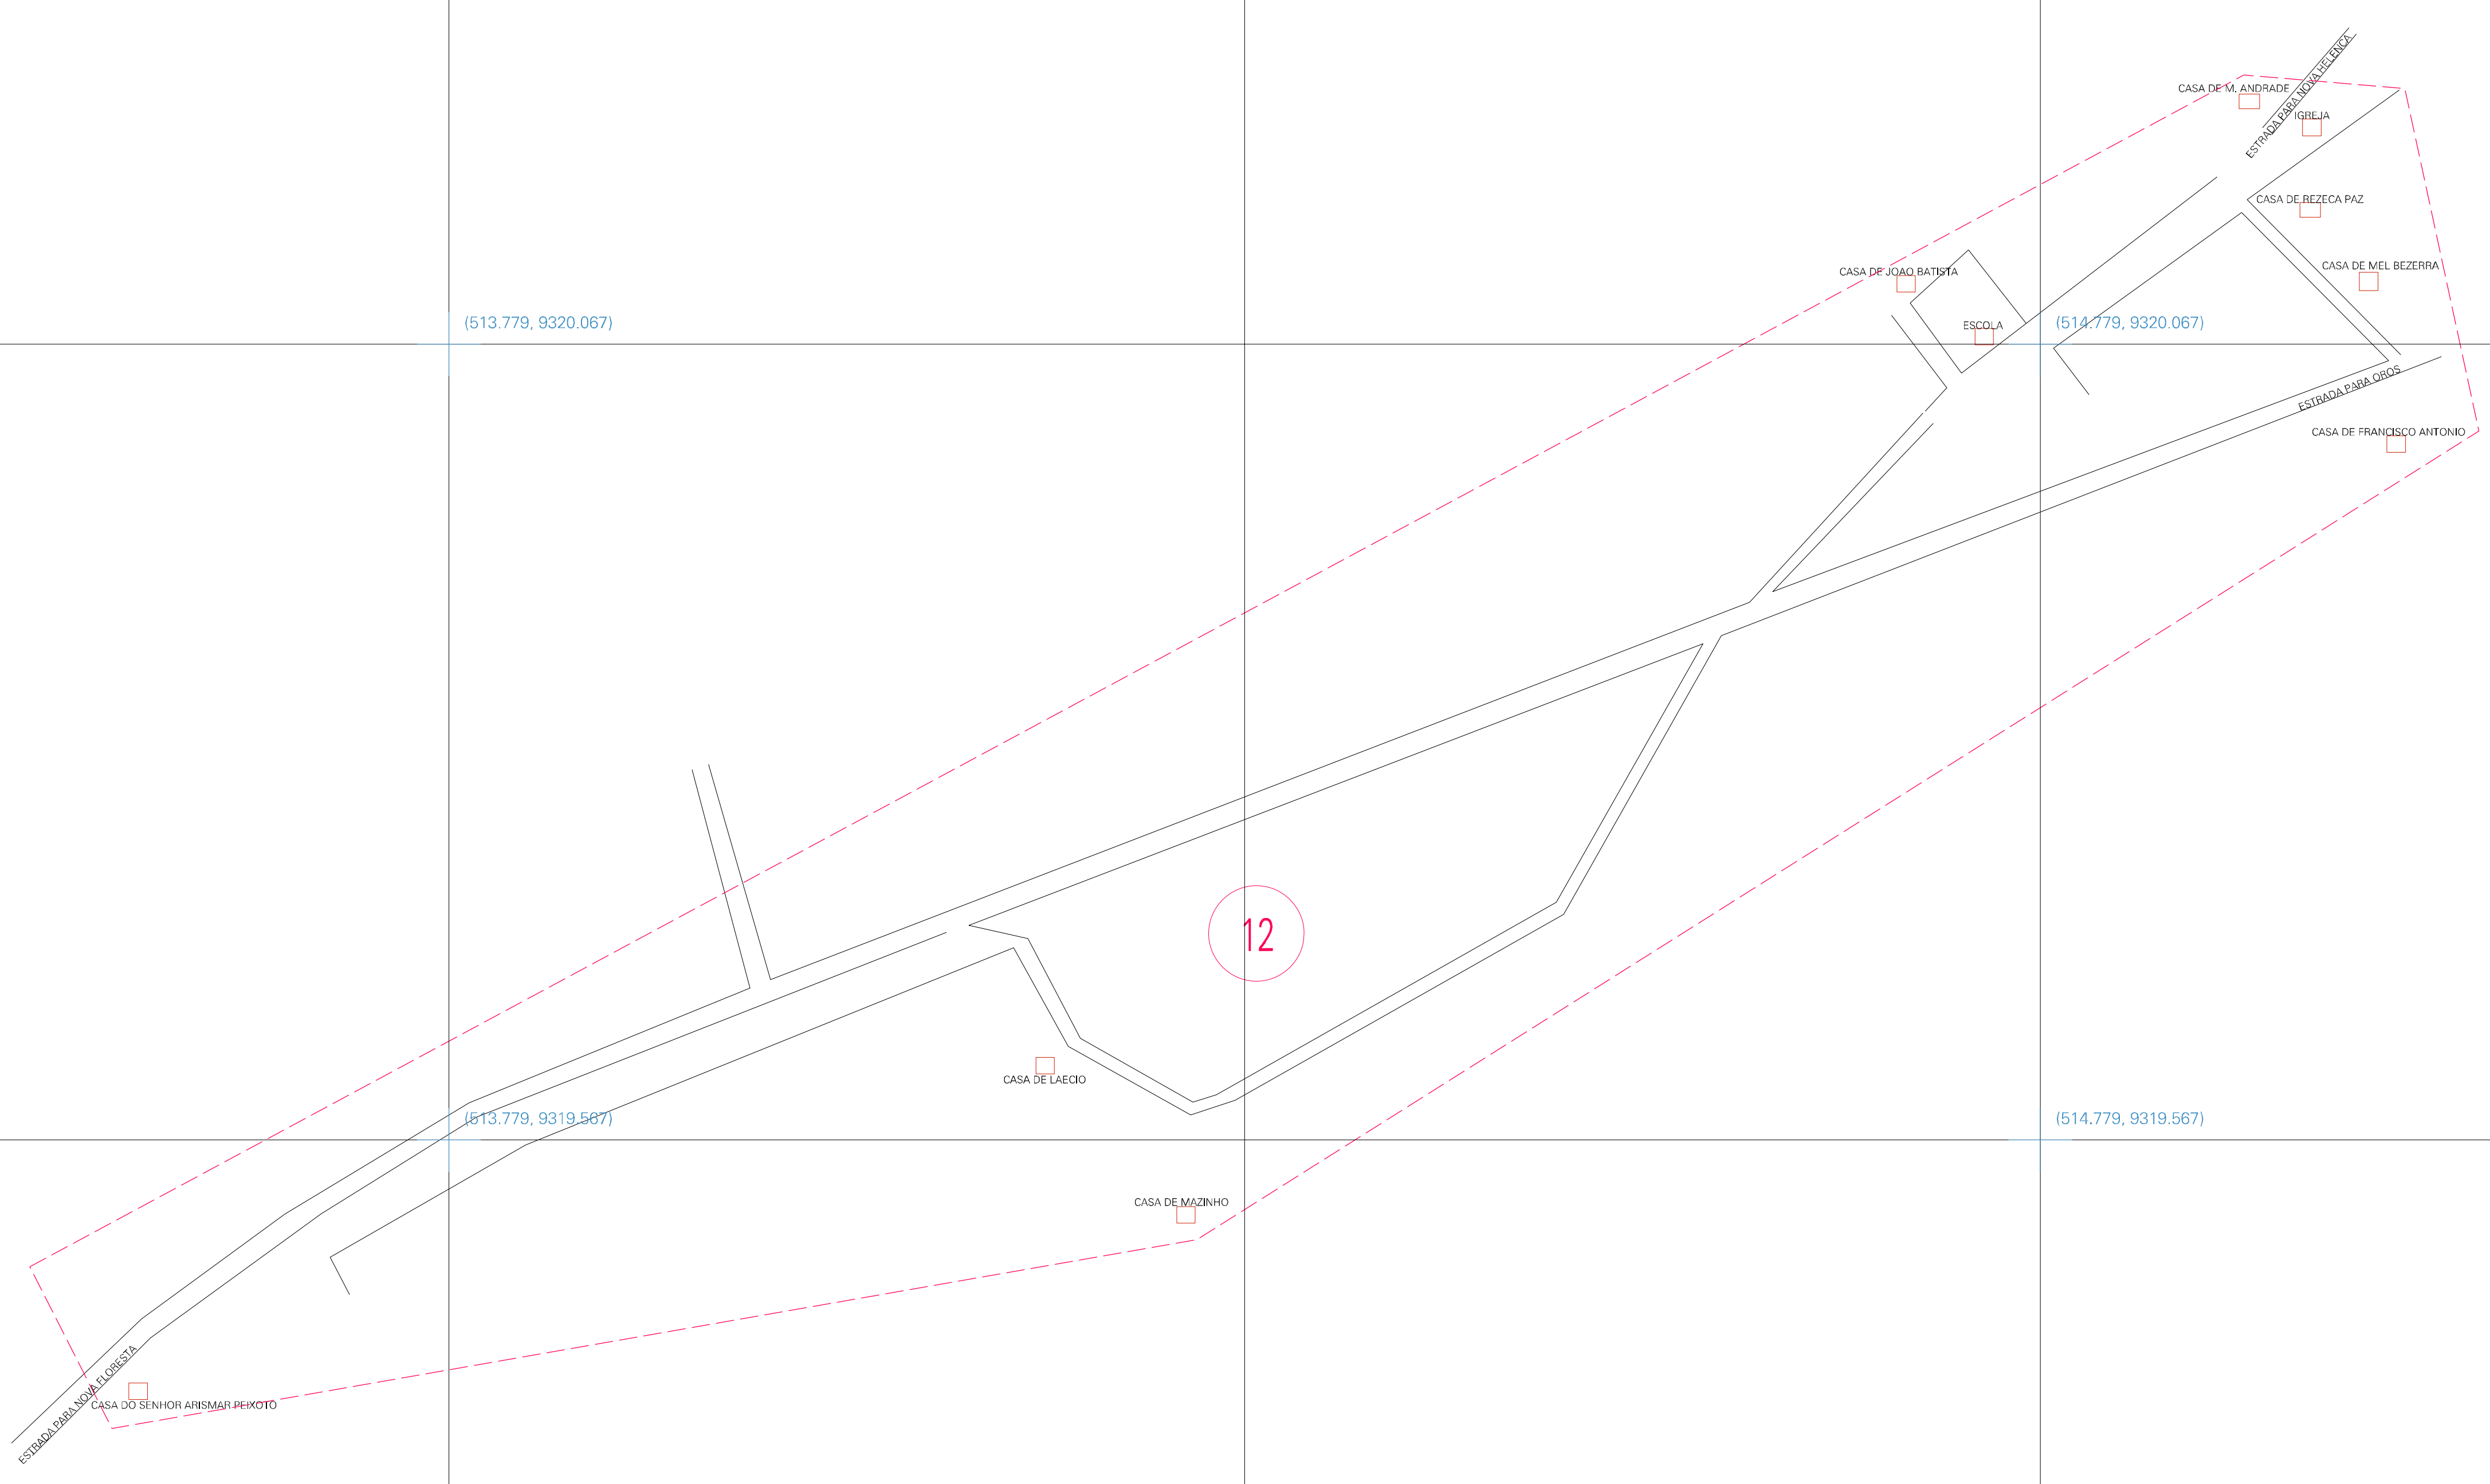 ESTRADA PARA NOVA HELENCA
CASA DE M. ANDRADE
IGREJA
CASA DE REZECA PAZ
CASA DE MEL BEZERRA
CASA DE JOAO BATISTA
ESCOLA
(513.779, 9320.067)
(514.779, 9320.067)
ESTRADA PARA OROS
CASA DE FRANCISCO ANTONIO
12
CASA DE LAECIO
(513.779, 9319.567)
(514.779, 9319.567)
CASA DE MAZINHO
ESTRADA PARA NOVA FLORESTA
CASA DO SENHOR ARISMAR PEIXOTO